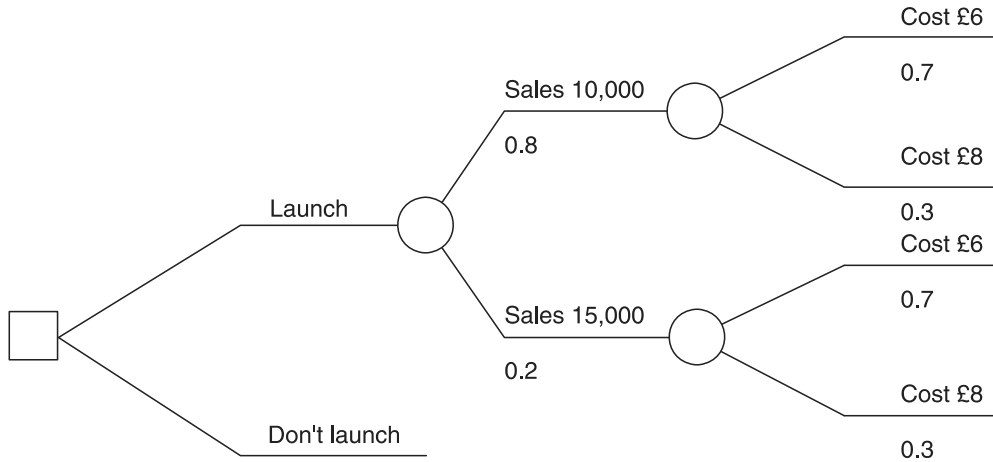 Cost £6
0.7
Sales 10,000
0.8
Cost £8
0.3
Launch
Cost £6
0.7
Sales 15,000
0.2
Cost £8
0.3
Don't launch